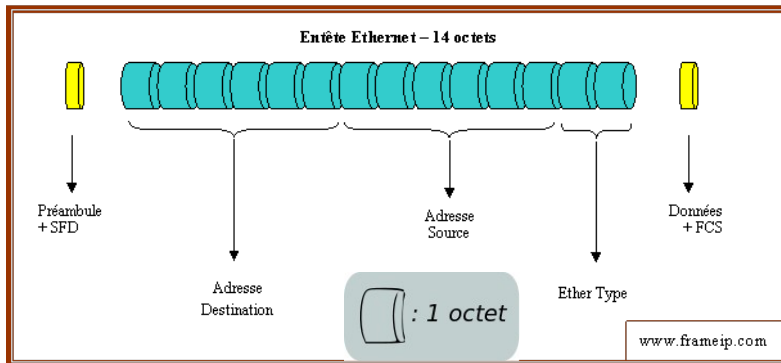 Entête Ethernet – 14 octets
Préambule
+ SFD
Adresse
Destination
Adresse
Source
Ether Type
Données
+ FCS
: 1 octet
www.frameip.com